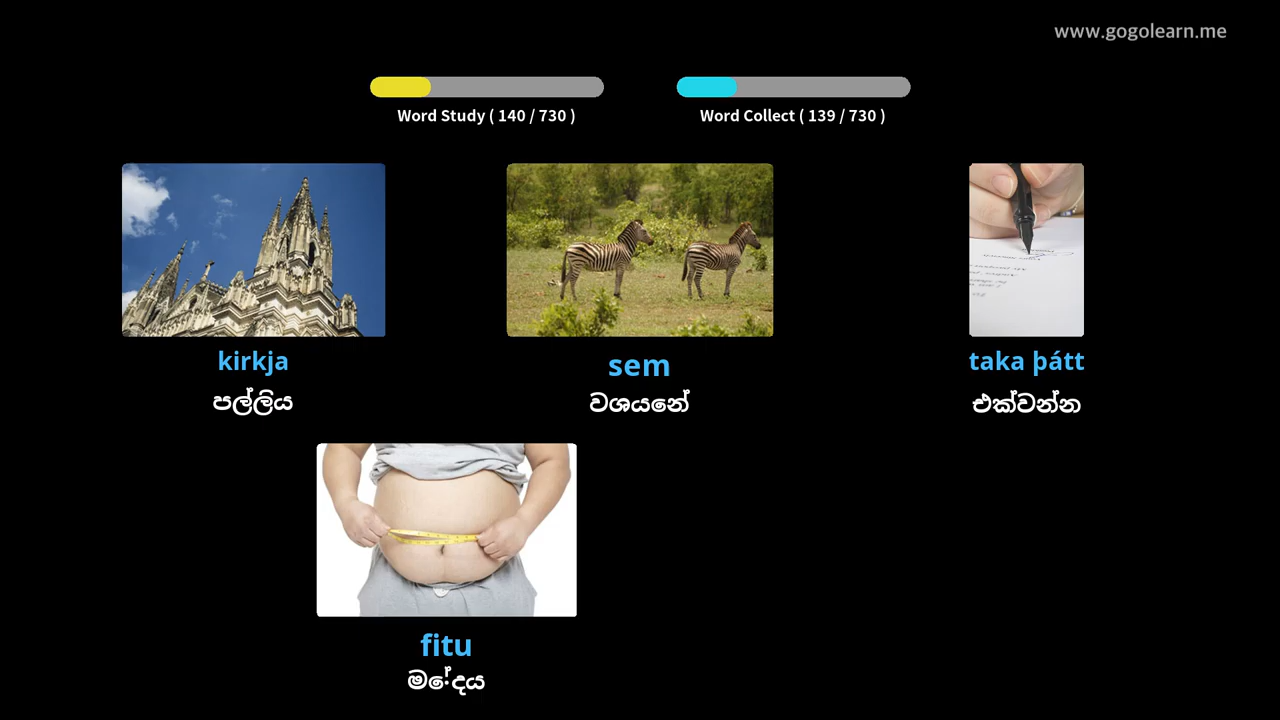 www.gogolearn.me
Word Study ( 140 / 730 )
Word Collect ( 139 / 730 )
kirkja
පල්ලිය
sem
වශයනේ
taka þátt
එක්වන්න
fitu
මේදය